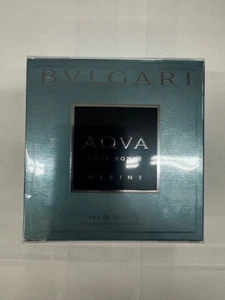 BVLGARI
AQVA
POUR HOMME
MARINE
EAU DE TOILETTE